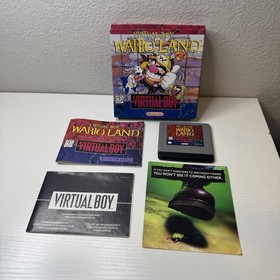 VIRTUAL BOY
WARIO LAND
VIRTUAL BOY
Nintendo
VIRTUAL BOY
WARIO LAND
VIRTUAL BOY
WARIO LAND
VIRTUAL BOY
IF YOU DON'T SUBSCRIBE TO NINTENDO POWER,
YOU WON'T SEE IT COMING EITHER.